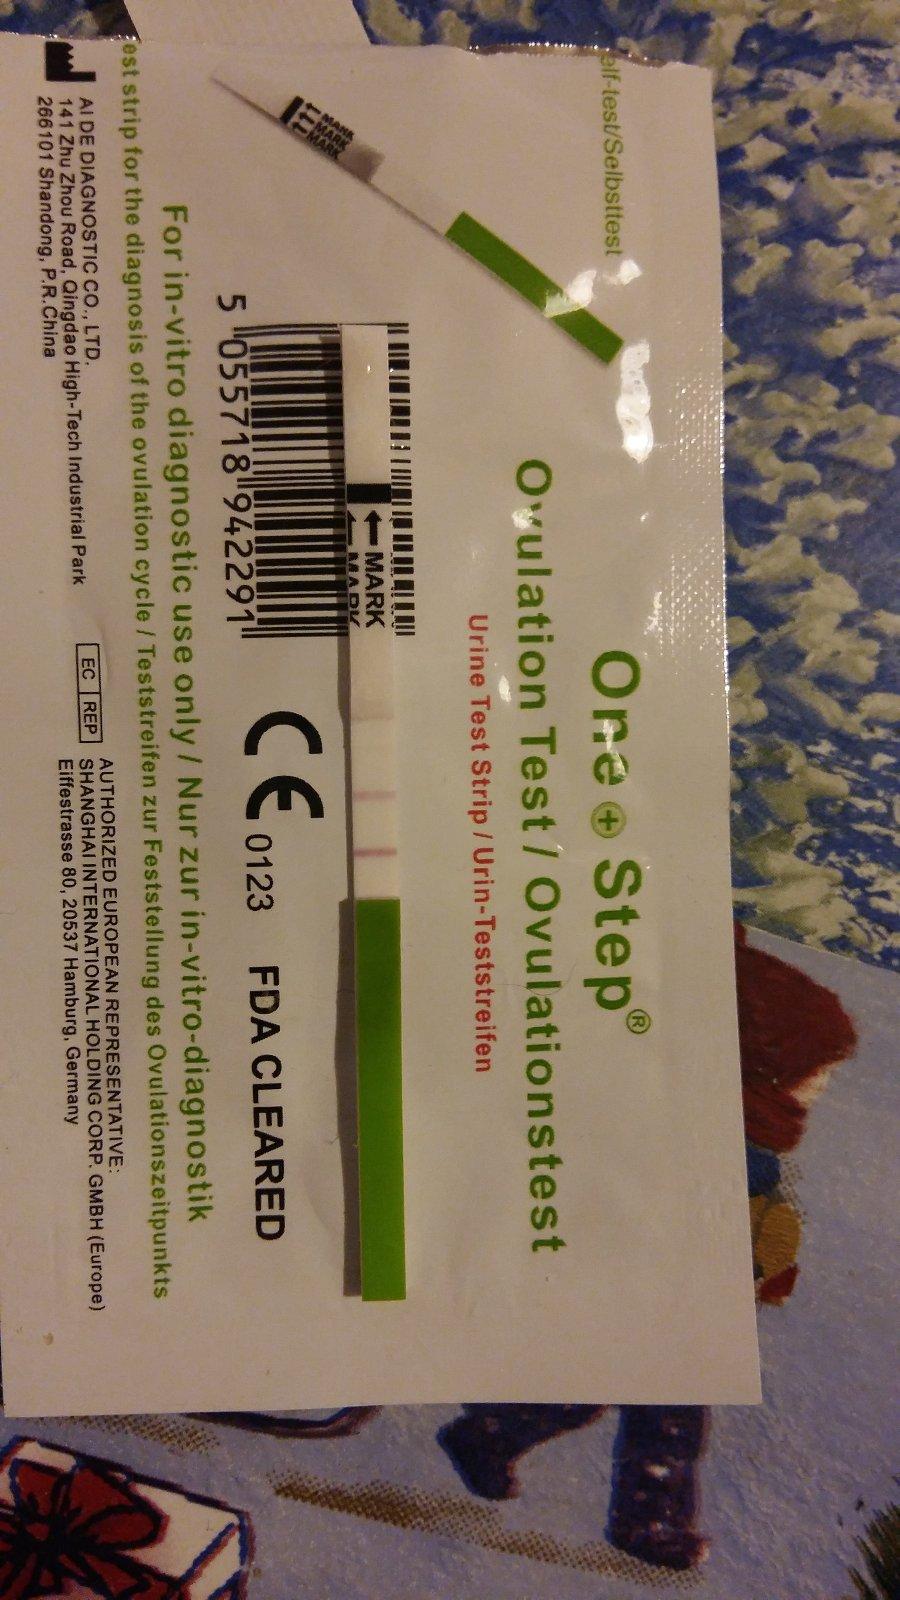 elf-test/Selbsttest
One + Step®
Ovulation Test / Ovulationstest
Urine Test Strip / Urin-Teststreifen
MARK
MARK
MARK
MARK
MARK
5 055718 942291
CE 0123 FDA CLEARED
For in-vitro diagnostic use only / Nur zur in-vitro-diagnostik
est strip for the diagnosis of the ovulation cycle / Teststreifen zur Feststellung des Ovulationszeitpunkts
AI DE DIAGNOSTIC CO., LTD.
141 Zhu Zhou Road, Qingdao High-Tech Industrial Park
266101 Shandong, P.R.China
EC REP
AUTHORIZED EUROPEAN REPRESENTATIVE:
SHANGHAI INTERNATIONAL HOLDING CORP. GMBH (Europe)
Eiffestrasse 80, 20537 Hamburg, Germany